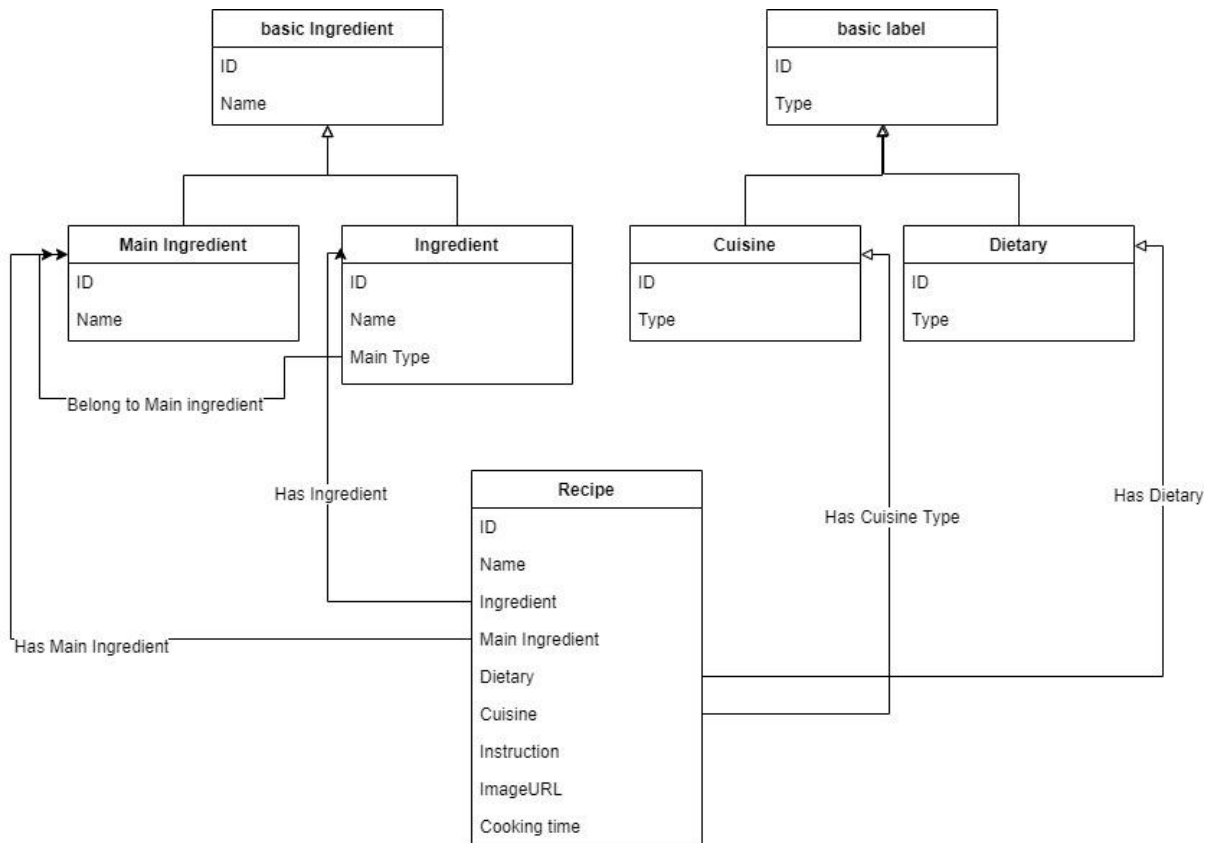 basic Ingredient
ID
Name
basic label
ID
Type
Main Ingredient
ID
Name
Ingredient
ID
Name
Main Type
Cuisine
ID
Type
Dietary
ID
Type
Belong to Main ingredient
Has Ingredient
Has Cuisine Type
Has Dietary
Has Main Ingredient
Recipe
ID
Name
Ingredient
Main Ingredient
Dietary
Cuisine
Instruction
ImageURL
Cooking time